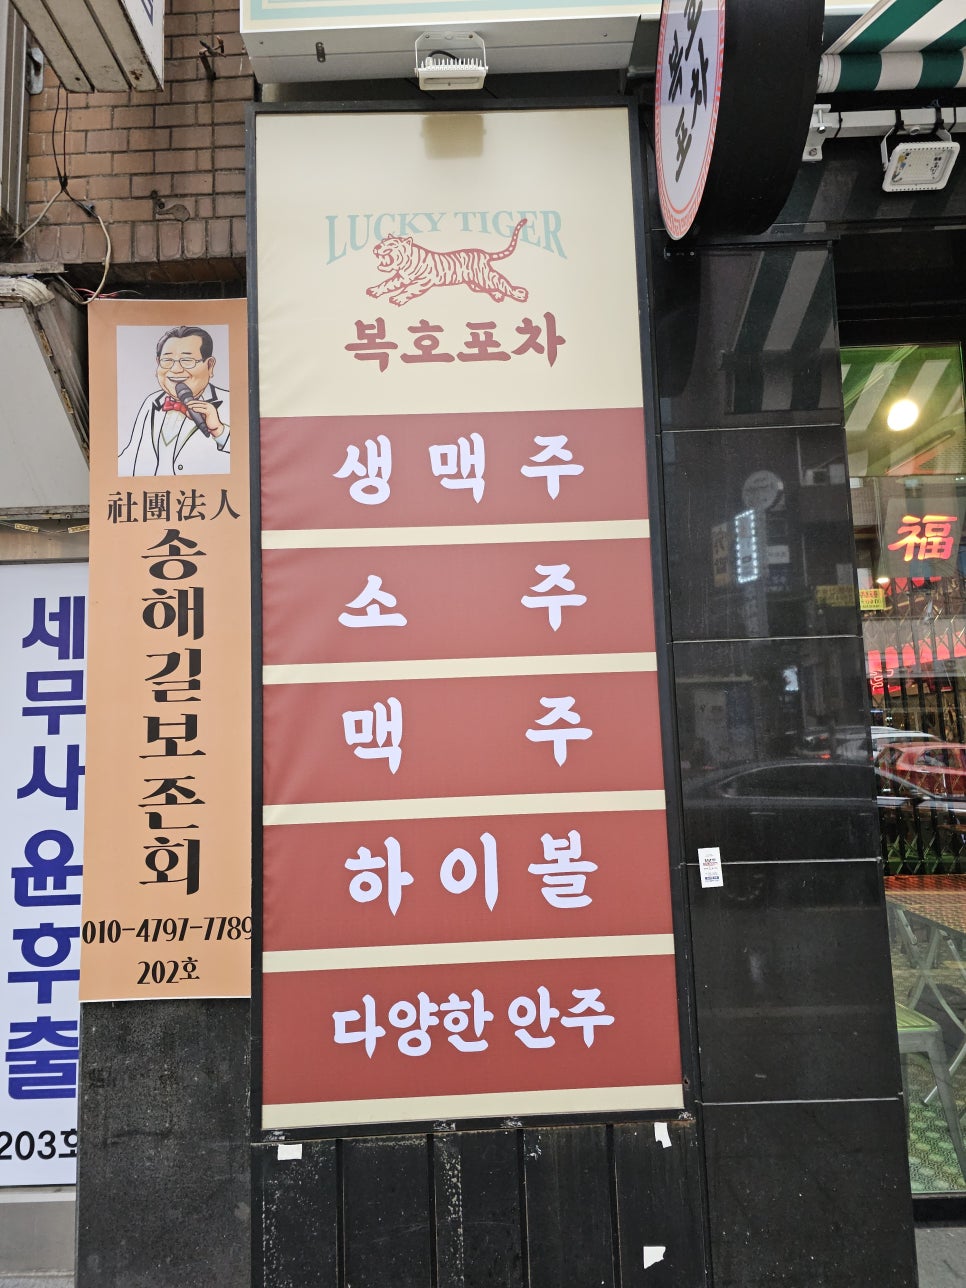 LUCKY TIGER
복호포차
생맥주
소주
맥주
하이볼
다양한 안주
社團法人
송해길보존회
010-4797-7789
202호
세무사 윤후출
203호
福